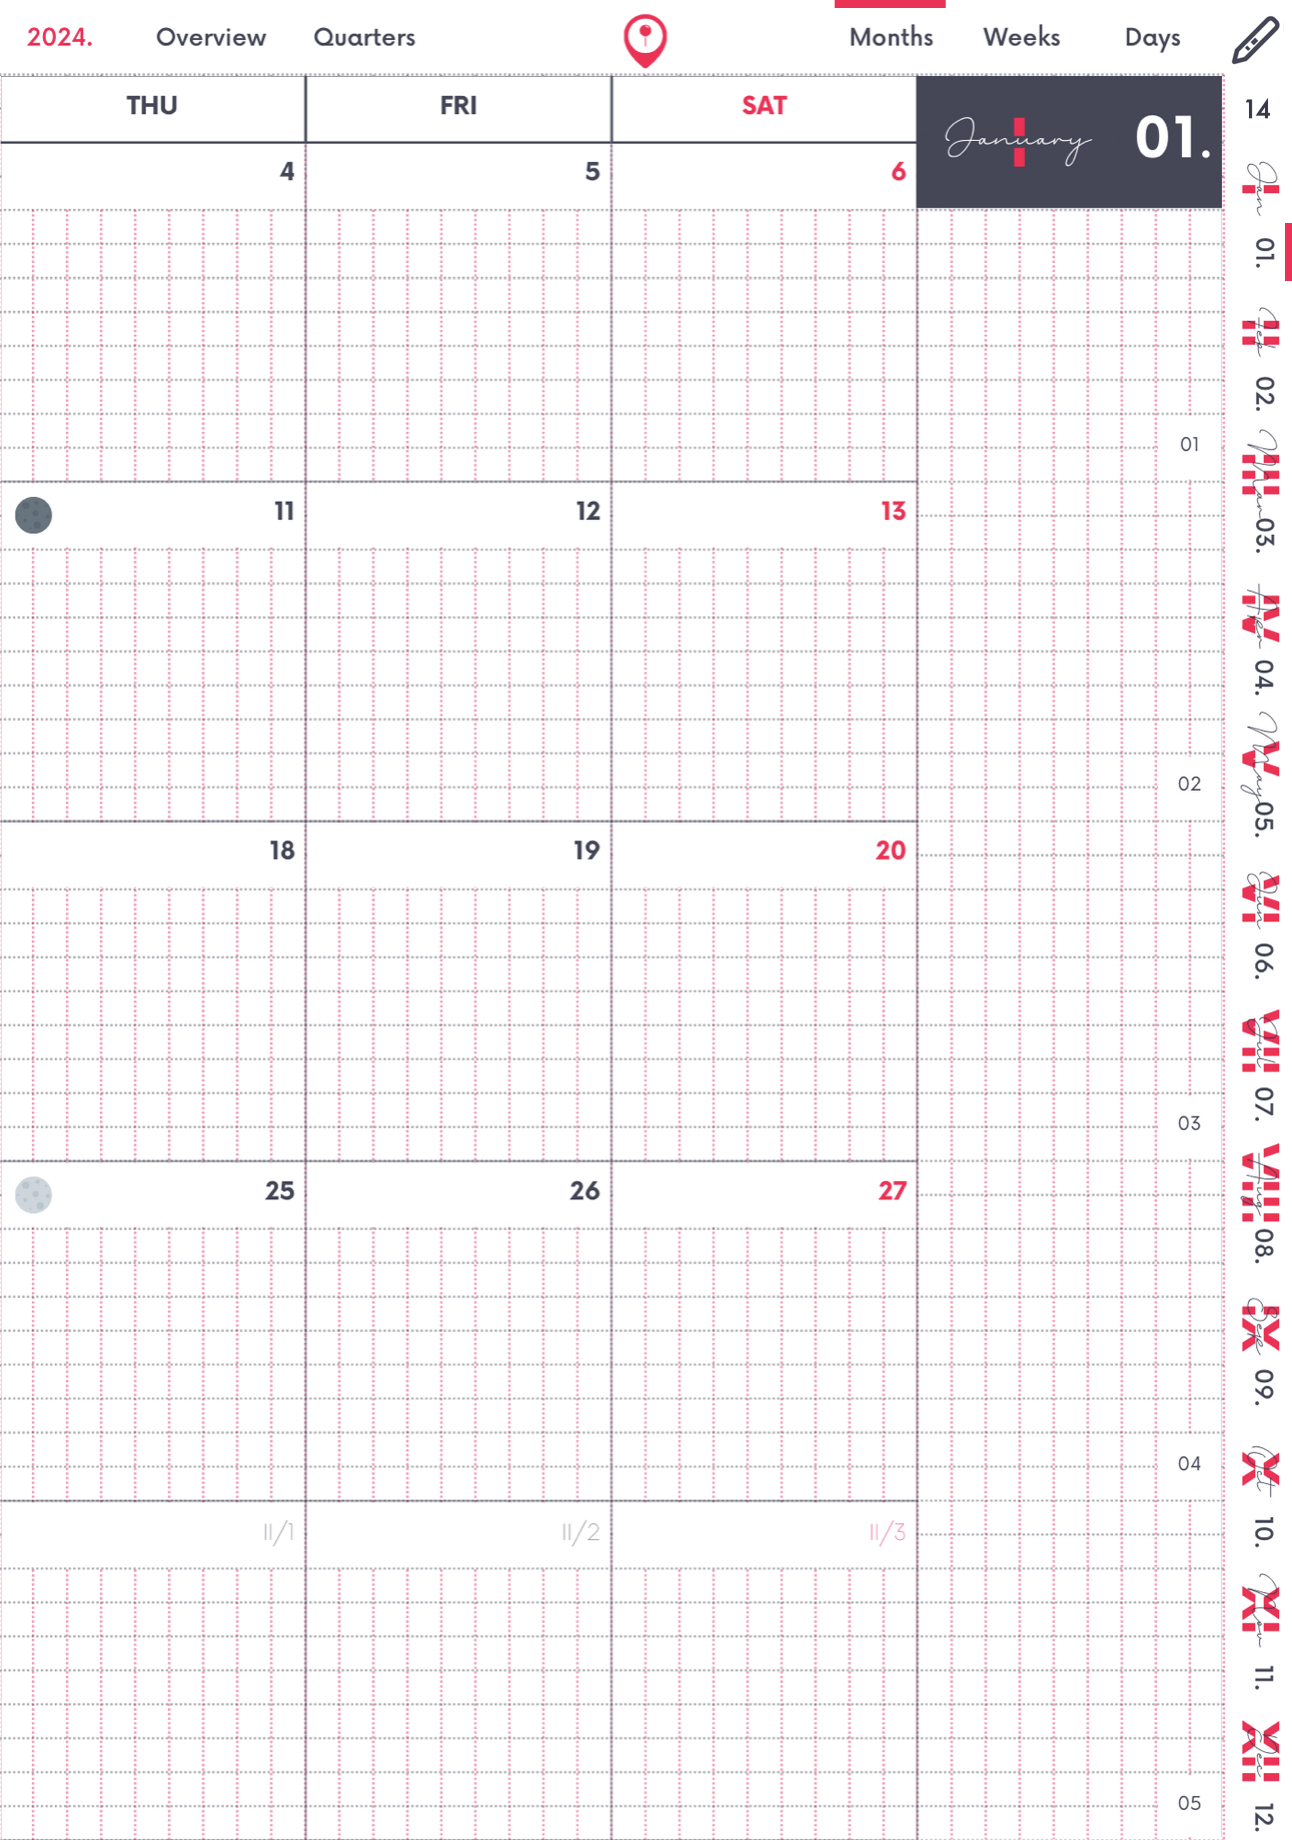 2024. Overview Quarters Months Weeks Days
THU FRI SAT
January 01.
14
4 5 6
01
11 12 13
02
18 19 20
03
25 26 27
04
II/1 II/2 II/3
05
Jan 01.
Feb 02.
Mar 03.
Apr 04.
May 05.
Jun 06.
Jul 07.
Aug 08.
Sep 09.
Oct 10.
Nov 11.
Dec 12.
I
II
III
IV
V
VI
VII
VIII
IX
X
XI
XII